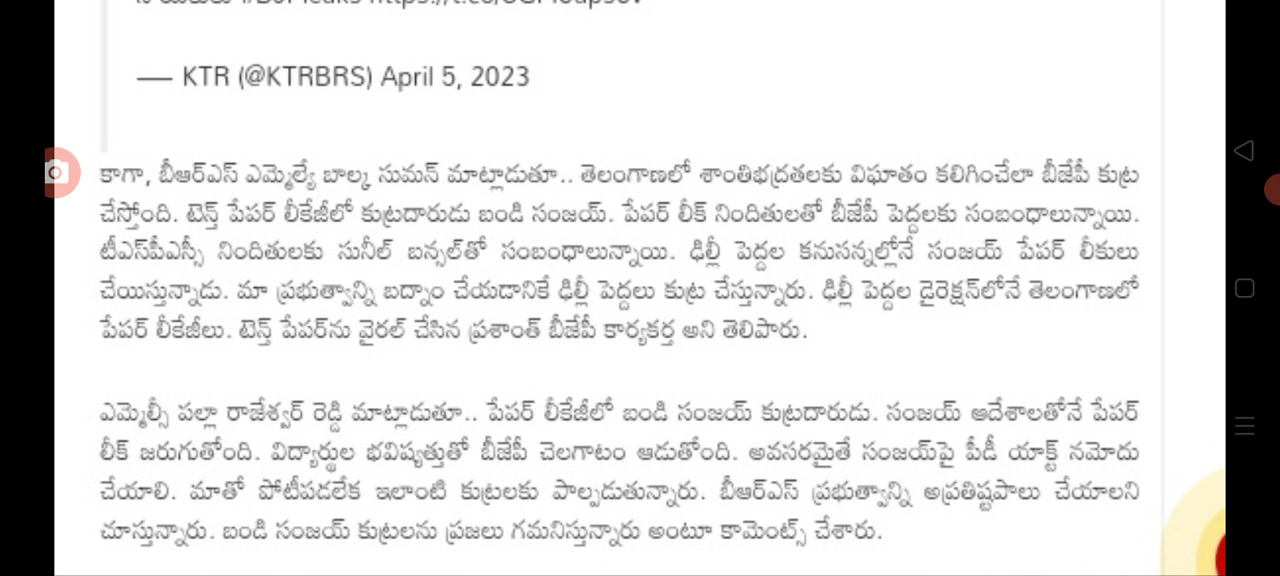 — KTR (@KTRBRS) April 5, 2023
కాగా, బీఆర్ఎస్ ఎమ్మెల్యే బాల్క సుమన్ మాట్లాడుతూ.. తెలంగాణలో శాంతిభద్రతలకు విఘాతం కలిగించేలా బీజేపీ కుట్ర
చేస్తోంది. టెన్త్ పేపర్ లీకేజీలో కుట్రదారుడు బండి సంజయ్. పేపర్ లీక్ నిందితులతో బీజేపీ పెద్దలకు సంబంధాలున్నాయి.
టీఎస్‌పీఎస్సీ నిందితులకు సునీల్ బన్సల్‌తో సంబంధాలున్నాయి. ఢిల్లీ పెద్దల కనుసన్నల్లోనే సంజయ్ పేపర్ లీకులు
చేయిస్తున్నాడు. మా ప్రభుత్వాన్ని బద్నాం చేయడానికే ఢిల్లీ పెద్దలు కుట్ర చేస్తున్నారు. ఢిల్లీ పెద్దల డైరెక్షన్‌లోనే తెలంగాణలో
పేపర్ లీకేజీలు. టెన్త్ పేపర్‌ను వైరల్ చేసిన ప్రశాంత్ బీజేపీ కార్యకర్త అని తెలిపారు.
ఎమ్మెల్సీ పల్లా రాజేశ్వర్ రెడ్డి మాట్లాడుతూ.. పేపర్ లీకేజీలో బండి సంజయ్ కుట్రదారుడు. సంజయ్ ఆదేశాలతోనే పేపర్
లీక్ జరుగుతోంది. విద్యార్థుల భవిష్యత్తుతో బీజేపీ చెలగాటం ఆడుతోంది. అవసరమైతే సంజయ్‌పై పీడీ యాక్ట్ నమోదు
చేయాలి. మాతో పోటీపడలేక ఇలాంటి కుట్రలకు పాల్పడుతున్నారు. బీఆర్ఎస్ ప్రభుత్వాన్ని అప్రతిష్టపాలు చేయాలని
చూస్తున్నారు. బండి సంజయ్ కుట్రలను ప్రజలు గమనిస్తున్నారు అంటూ కామెంట్స్ చేశారు.